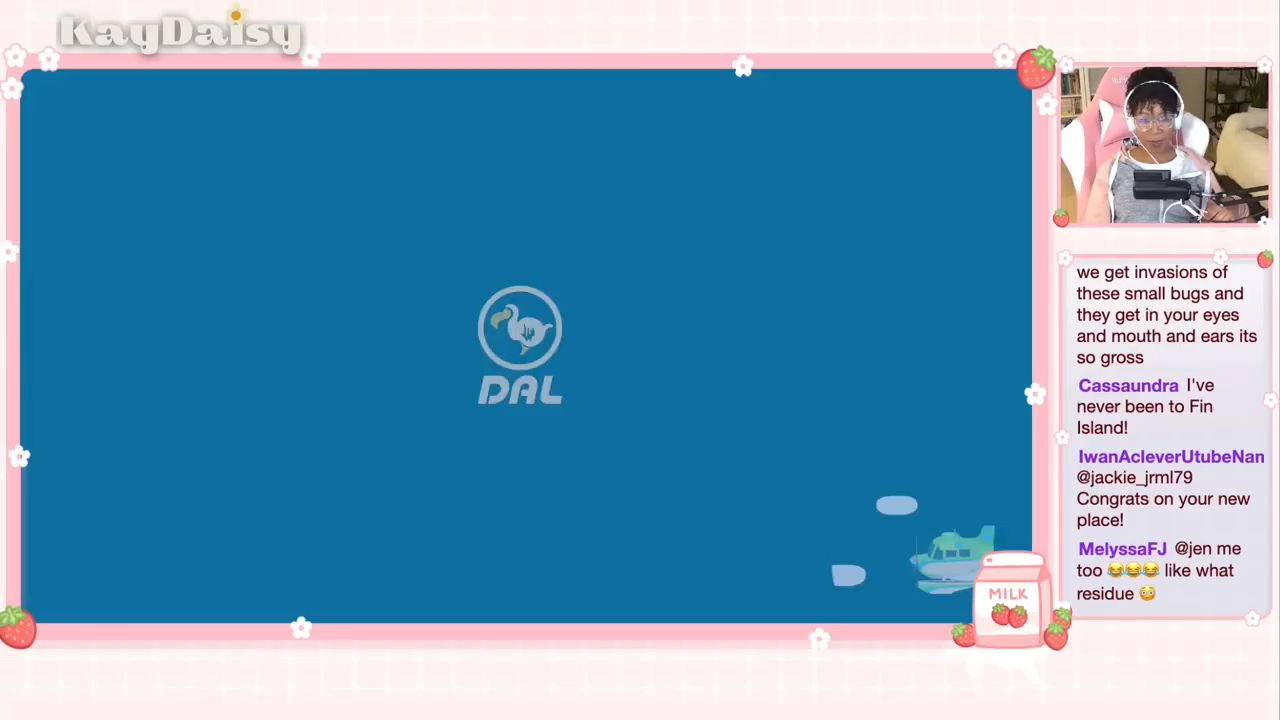 KayDaisy
DAL
MILK
we get invasions of
these small bugs and
they get in your eyes
and mouth and ears its
so gross
Cassaundra I've
never been to Fin
Island!
IwanAcleverUtubeNan
@jackie_jrml79
Congrats on your new
place!
MelyssaFJ @jen me
too 😂😂😂 like what
residue 😳